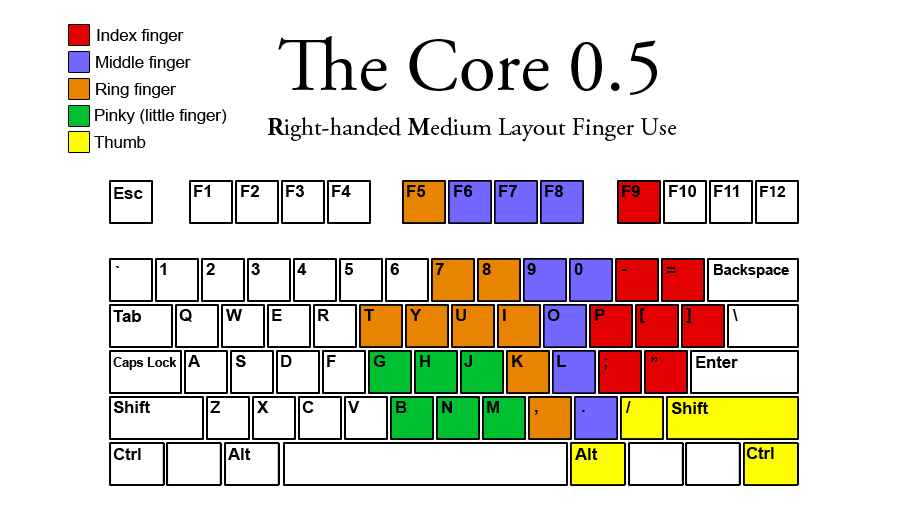 Index finger
Middle finger
Ring finger
Pinky (little finger)
Thumb
The Core 0.5
Right-handed Medium Layout Finger Use
Esc F1 F2 F3 F4 F5 F6 F7 F8 F9 F10 F11 F12
` 1 2 3 4 5 6 7 8 9 0 - = Backspace
Tab Q W E R T Y U I O P [ ] \
Caps Lock A S D F G H J K L ; " Enter
Shift Z X C V B N M , . / Shift
Ctrl Alt Alt Ctrl